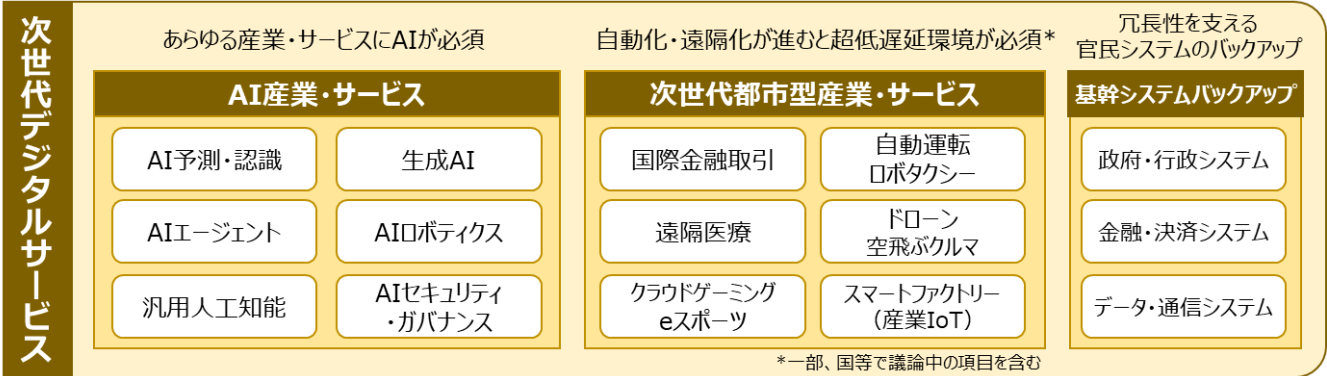 次世代デジタルサービス
あらゆる産業・サービスにAIが必須
AI産業・サービス
AI予測・認識
生成AI
AIエージェント
AIロボティクス
汎用人工知能
AIセキュリティ
・ガバナンス
自動化・遠隔化が進むと超低遅延環境が必須*
次世代都市型産業・サービス
国際金融取引
自動運転
ロボタクシー
遠隔医療
ドローン
空飛ぶクルマ
クラウドゲーミング
eスポーツ
スマートファクトリー
（産業IoT）
*一部、国等で議論中の項目を含む
冗長性を支える
官民システムのバックアップ
基幹システムバックアップ
政府・行政システム
金融・決済システム
データ・通信システム